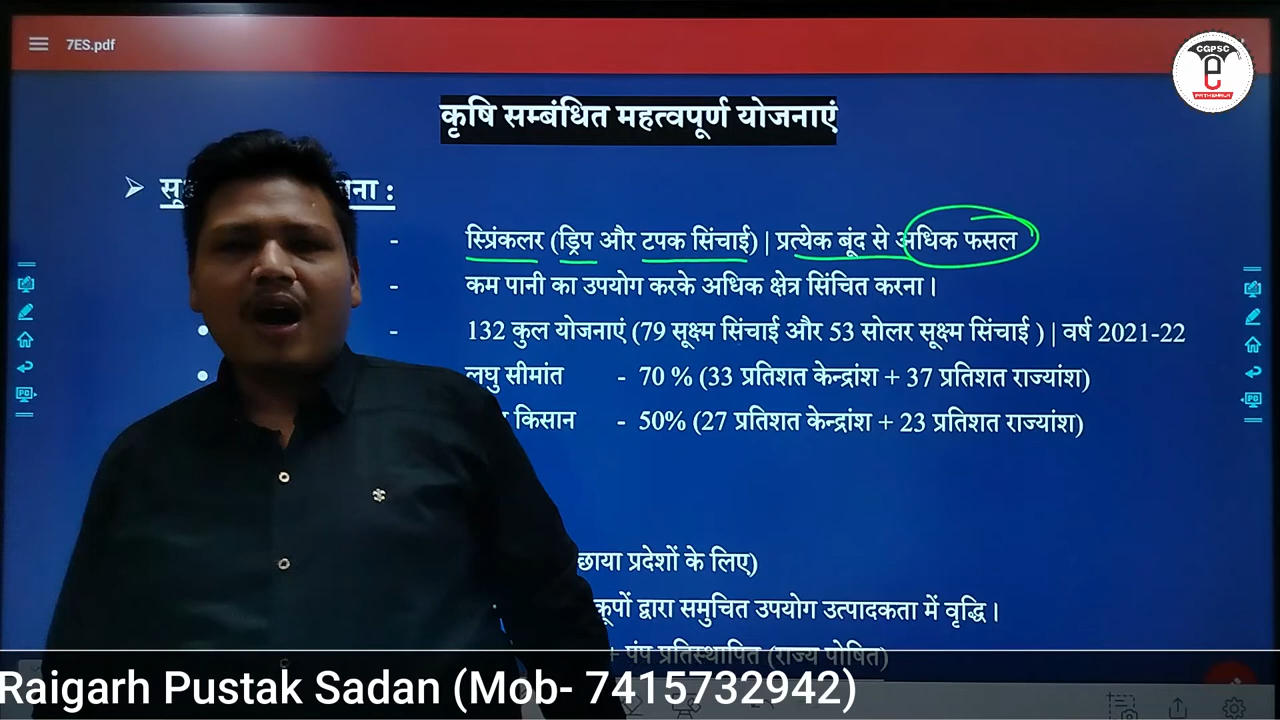 7ES.pdf
CGPSC
कृषि सम्बंधित महत्वपूर्ण योजनाएं
➢ ना :
- स्प्रिंकलर (ड्रिप और टपक सिंचाई) | प्रत्येक बूंद से अधिक फसल
- कम पानी का उपयोग करके अधिक क्षेत्र सिंचित करना।
• - 132 कुल योजनाएं (79 सूक्ष्म सिंचाई और 53 सोलर सूक्ष्म सिंचाई ) | वर्ष 2021-22
• लघु सीमांत - 70 % (33 प्रतिशत केन्द्रांश + 37 प्रतिशत राज्यांश)
किसान - 50% (27 प्रतिशत केन्द्रांश + 23 प्रतिशत राज्यांश)
छाया प्रदेशों के लिए)
कूपों द्वारा समुचित उपयोग उत्पादकता में वृद्धि।
+ पंप प्रतिस्थापित (राज्य पोषित)
Raigarh Pustak Sadan (Mob- 7415732942)